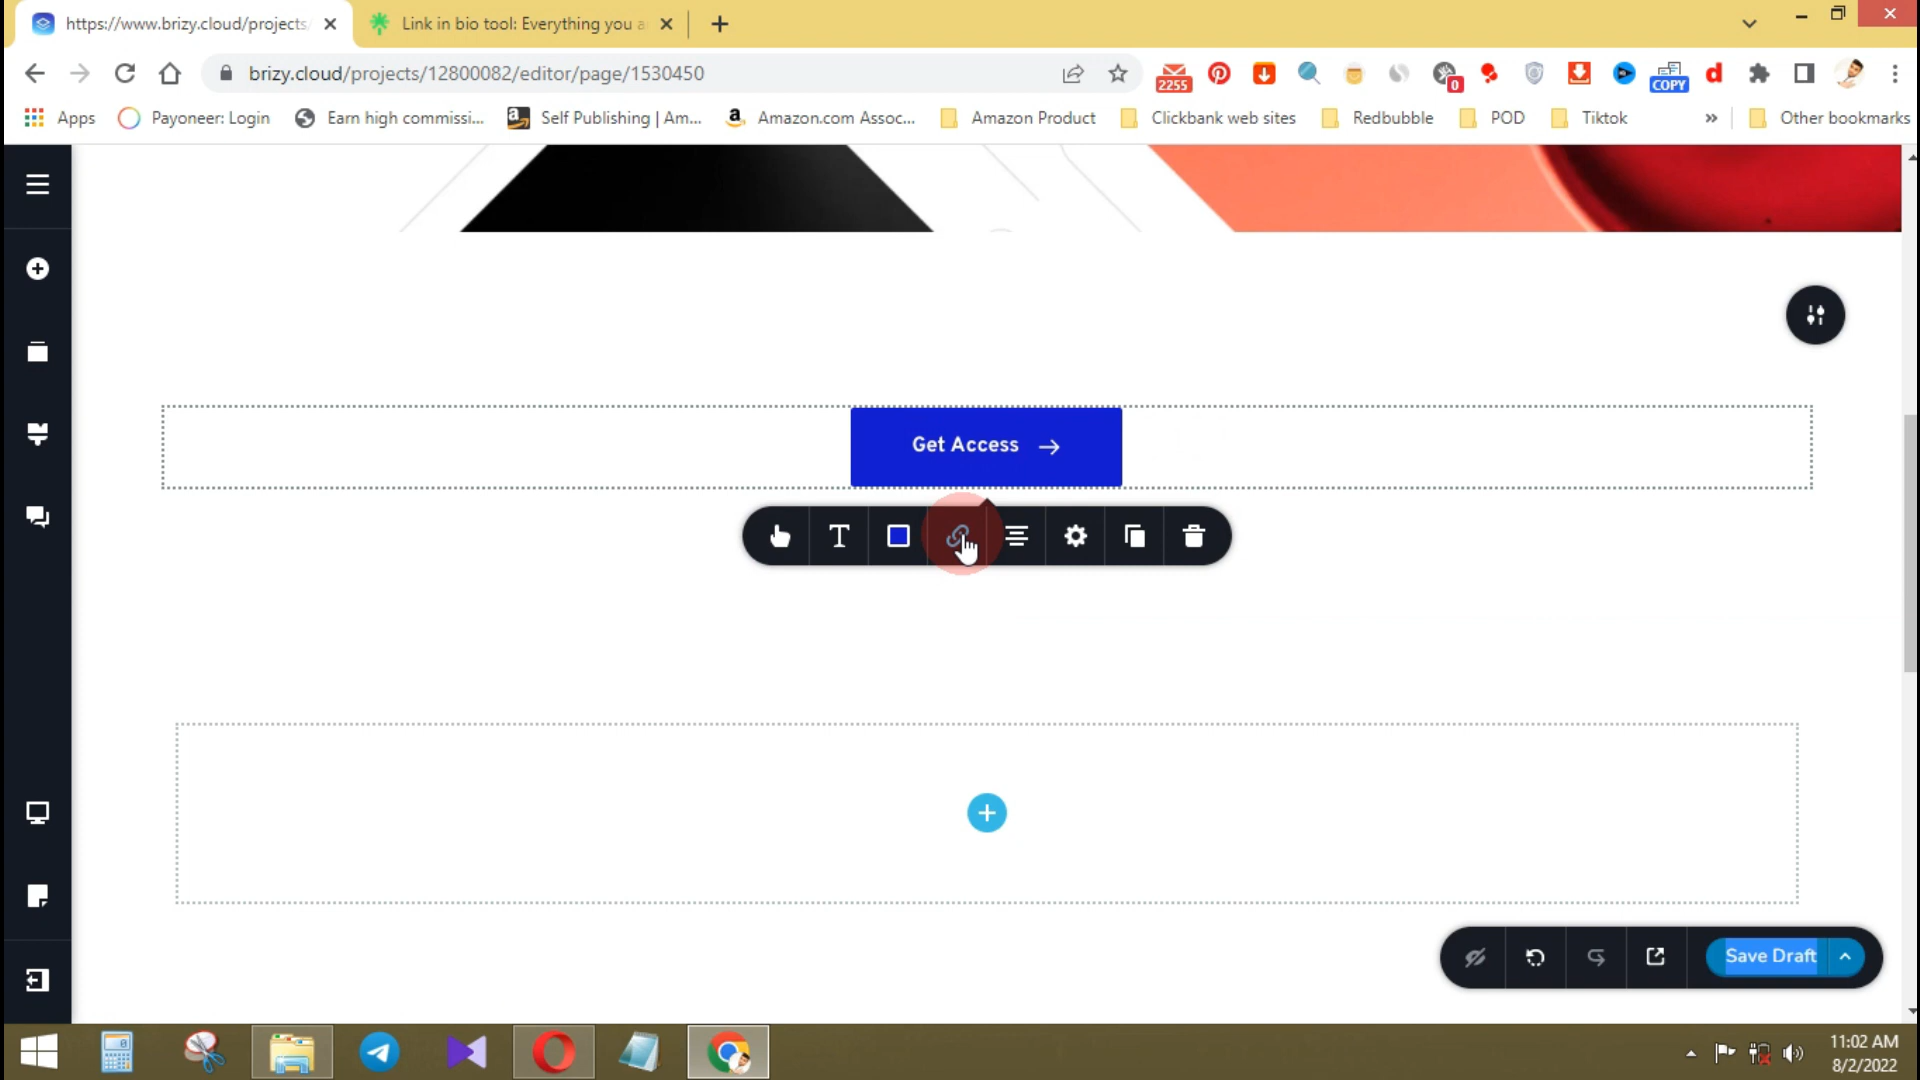 https://www.brizy.cloud/projects/
Link in bio tool: Everything you a
brizy.cloud/projects/12800082/editor/page/1530450
2255
0
COPY
d
Apps
Payoneer: Login
Earn high commissi...
Self Publishing | Am...
Amazon.com Assoc...
Amazon Product
Clickbank web sites
Redbubble
POD
Tiktok
»
Other bookmarks
Get Access
T
Save Draft
11:02 AM
8/2/2022